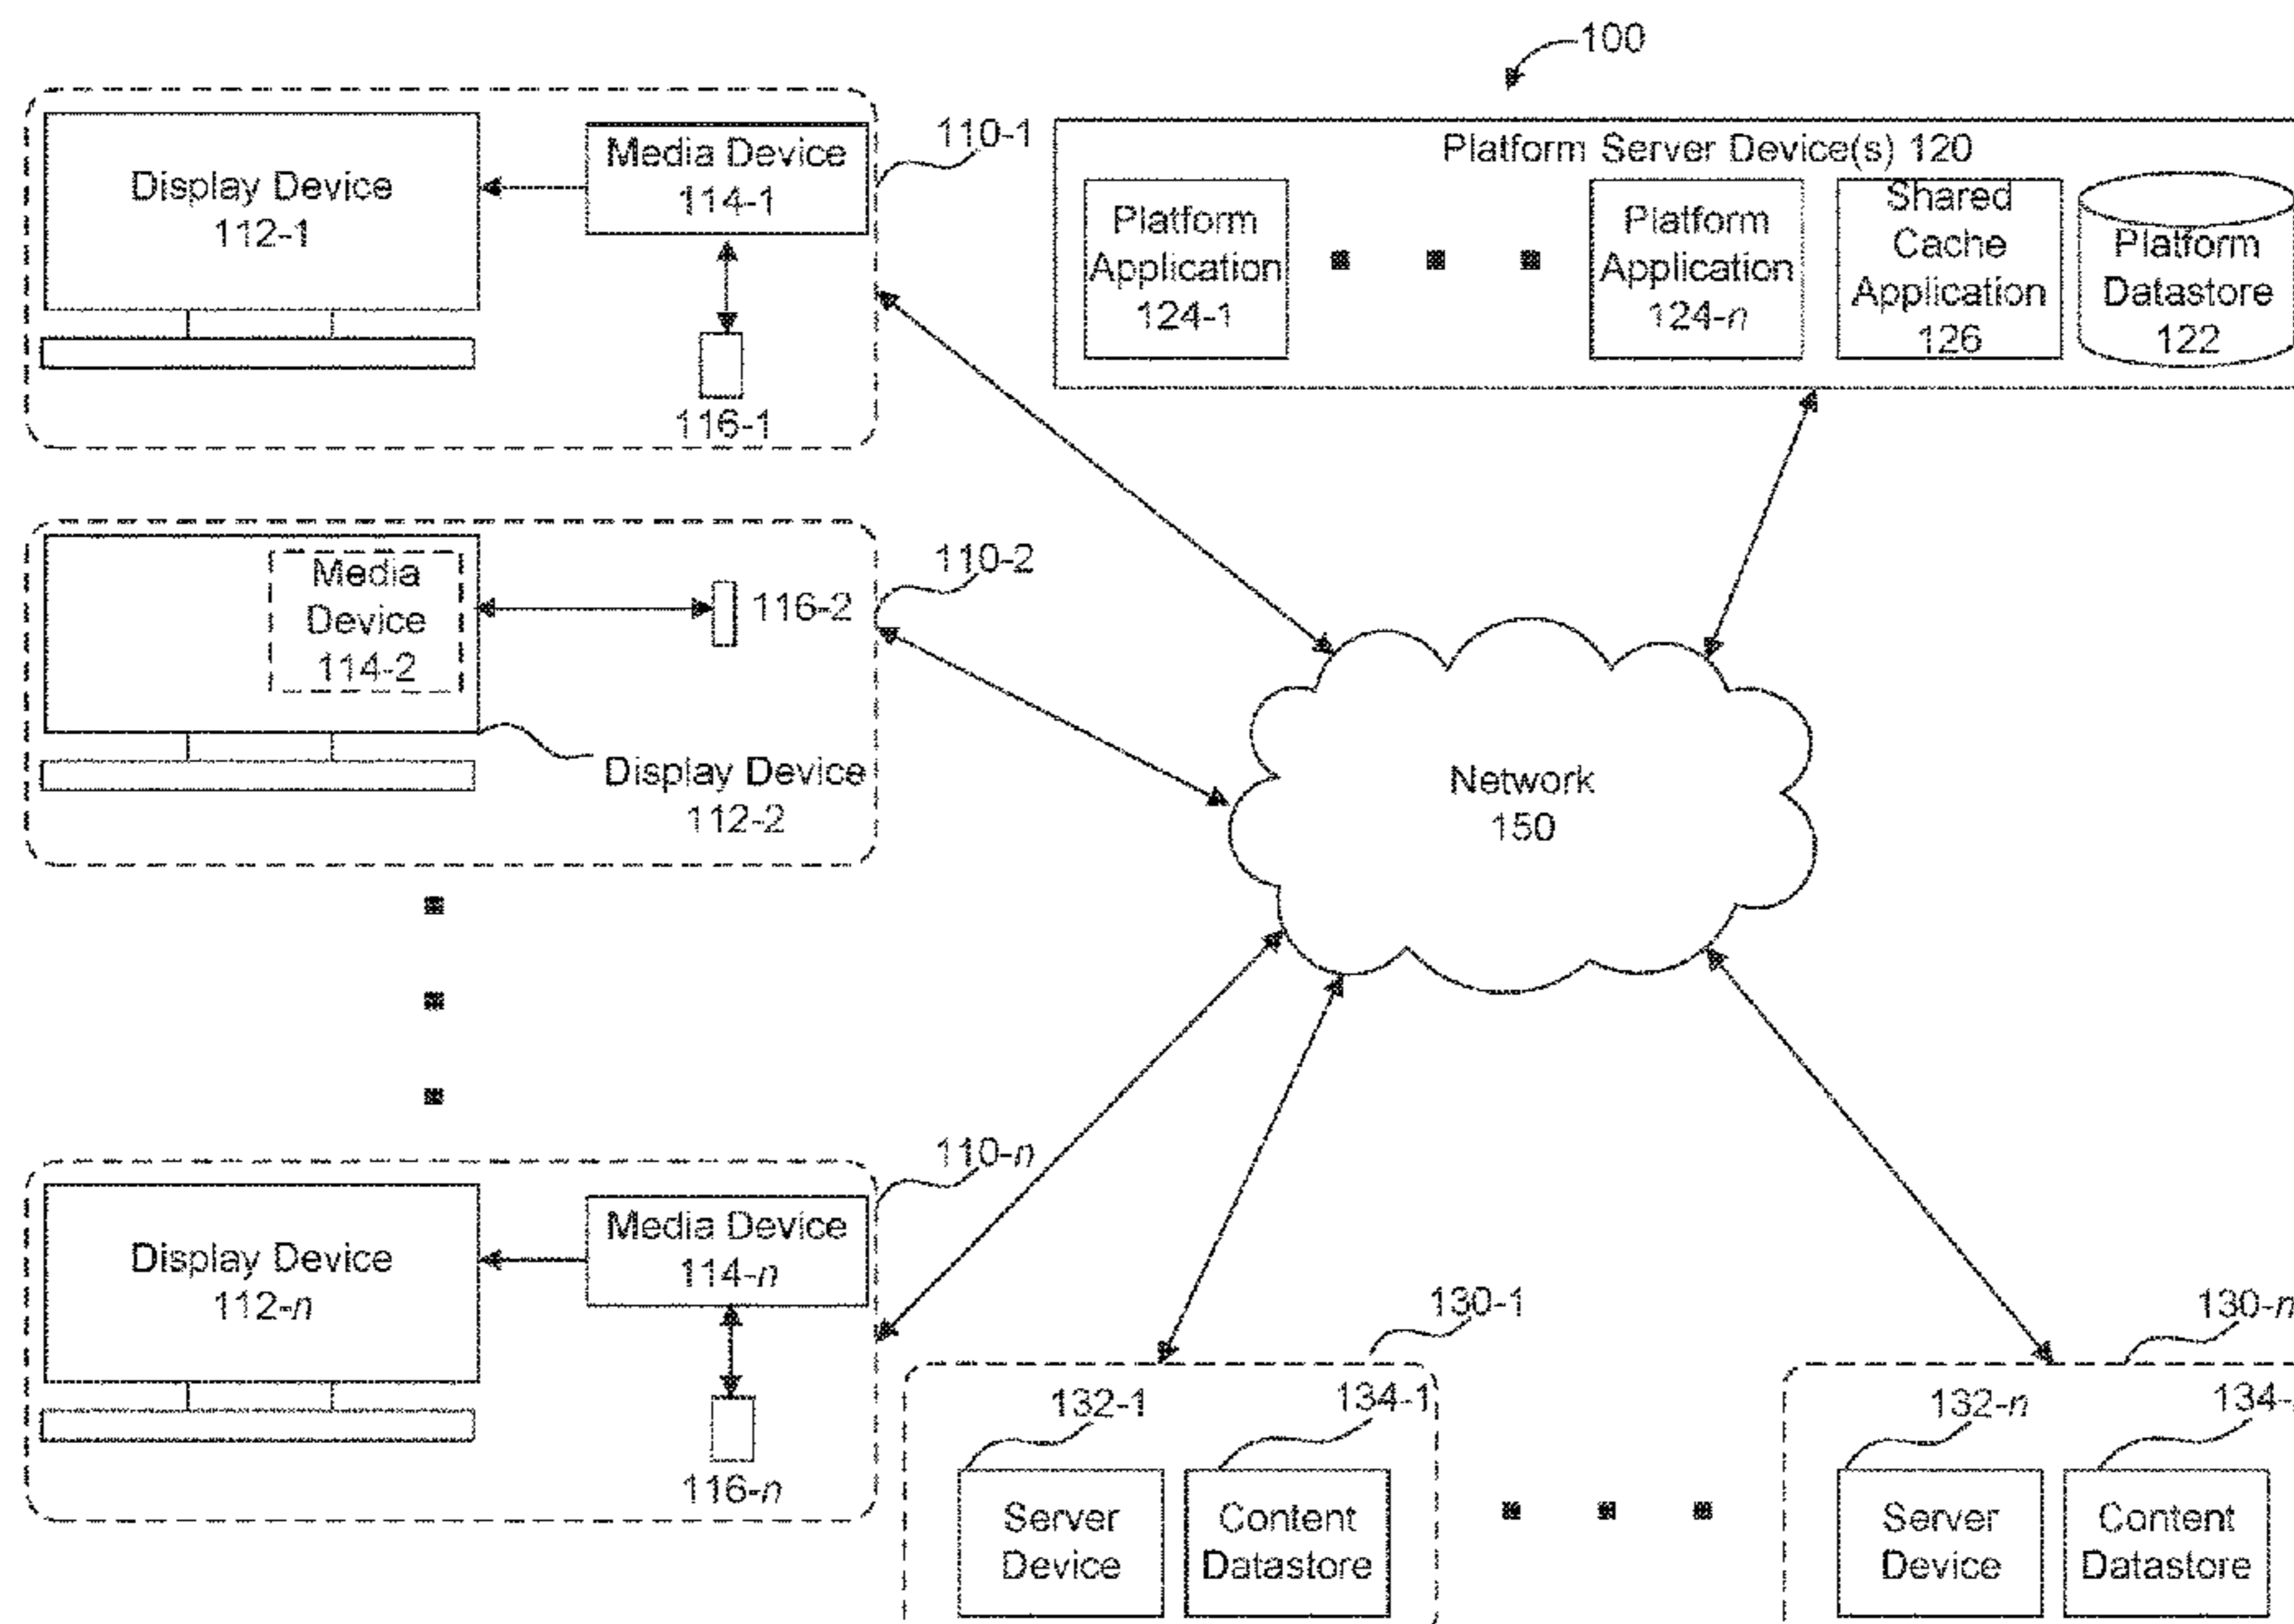 100
Display Device
112-1
Media Device
114-1
116-1
110-1
Platform Server Device(s) 120
Platform
Application
124-1
Platform
Application
124-n
Shared
Cache
Application
126
Platform
Datastore
122
Media
Device
114-2
116-2
110-2
Display Device
112-2
Network
150
Display Device
112-n
Media Device
114-n
116-n
110-n
130-1
132-1
134-1
Server
Device
Content
Datastore
130-n
132-n
134-
Server
Device
Content
Datastore